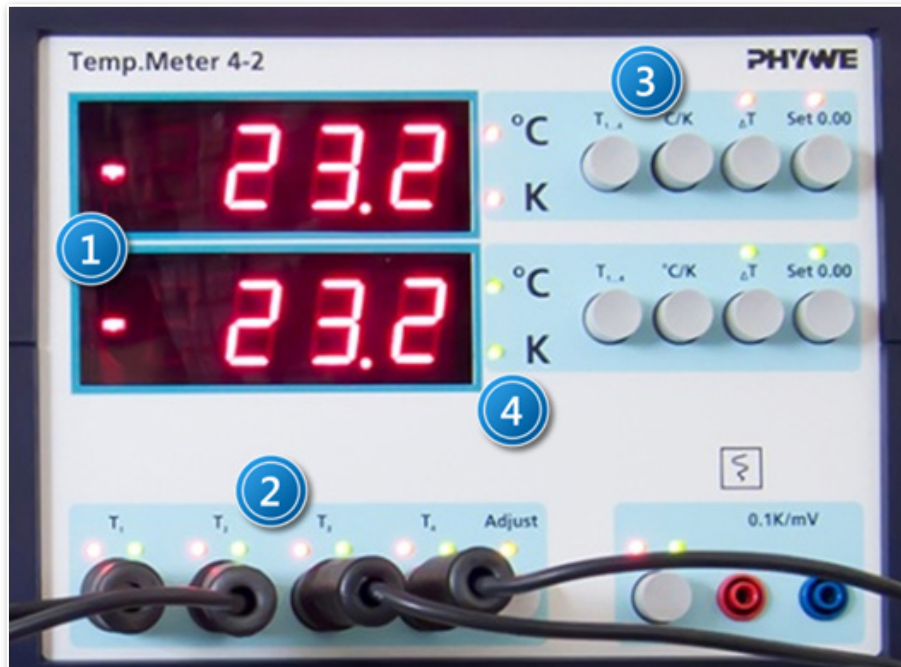 Temp.Meter 4-2
PHYWE
- 23.2
°C
K
3
T₁...₄ °C/K ΔT Set 0.00
1
- 23.2
°C
K
T₁...₄ °C/K ΔT Set 0.00
4
2
T₁ T₂ T₃ T₄ Adjust
0.1K/mV